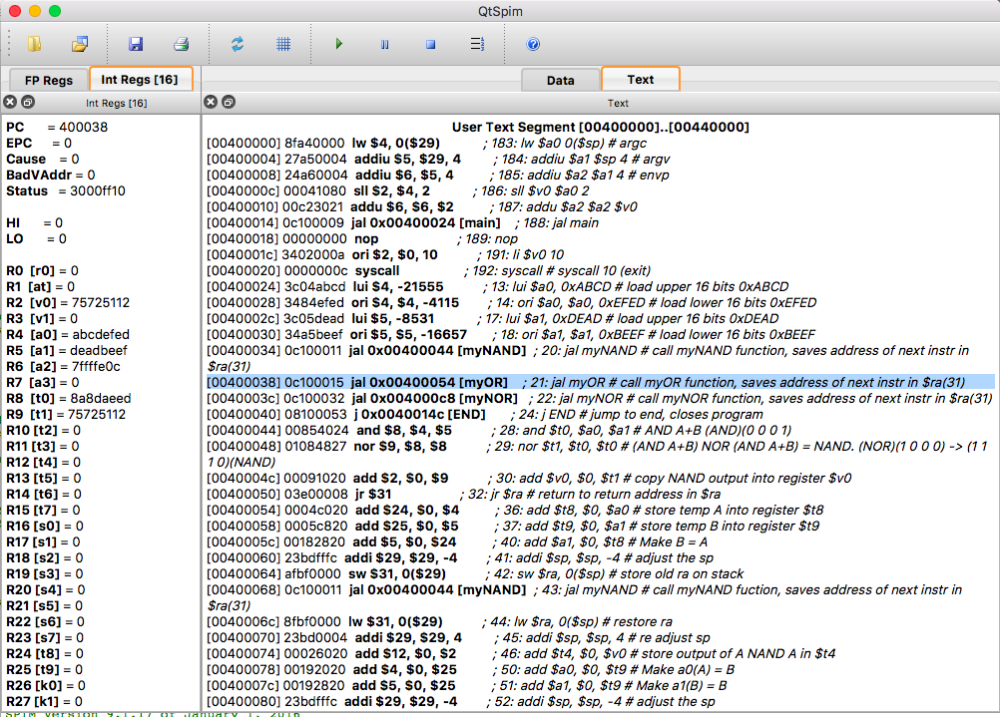 QtSpim
FP Regs
Int Regs [16]
Data
Text
Int Regs [16]
Text
PC = 400038
EPC = 0
Cause = 0
BadVAddr = 0
Status = 3000ff10
HI = 0
LO = 0
R0 [r0] = 0
R1 [at] = 0
R2 [v0] = 75725112
R3 [v1] = 0
R4 [a0] = abcdefed
R5 [a1] = deadbeef
R6 [a2] = 7ffffe0c
R7 [a3] = 0
R8 [t0] = 8a8daeed
R9 [t1] = 75725112
R10 [t2] = 0
R11 [t3] = 0
R12 [t4] = 0
R13 [t5] = 0
R14 [t6] = 0
R15 [t7] = 0
R16 [s0] = 0
R17 [s1] = 0
R18 [s2] = 0
R19 [s3] = 0
R20 [s4] = 0
R21 [s5] = 0
R22 [s6] = 0
R23 [s7] = 0
R24 [t8] = 0
R25 [t9] = 0
R26 [k0] = 0
R27 [k1] = 0
User Text Segment [00400000]..[00440000]
[00400000] 8fa40000 lw $4, 0($29) ; 183: lw $a0 0($sp) # argc
[00400004] 27a50004 addiu $5, $29, 4 ; 184: addiu $a1 $sp 4 # argv
[00400008] 24a60004 addiu $6, $5, 4 ; 185: addiu $a2 $a1 4 # envp
[0040000c] 00041080 sll $2, $4, 2 ; 186: sll $v0 $a0 2
[00400010] 00c23021 addu $6, $6, $2 ; 187: addu $a2 $a2 $v0
[00400014] 0c100009 jal 0x00400024 [main] ; 188: jal main
[00400018] 00000000 nop ; 189: nop
[0040001c] 3402000a ori $2, $0, 10 ; 191: li $v0 10
[00400020] 0000000c syscall ; 192: syscall # syscall 10 (exit)
[00400024] 3c04abcd lui $4, -21555 ; 13: lui $a0, 0xABCD # load upper 16 bits 0xABCD
[00400028] 3484efed ori $4, $4, -4115 ; 14: ori $a0, $a0, 0xEFED # load lower 16 bits 0xEFED
[0040002c] 3c05dead lui $5, -8531 ; 17: lui $a1, 0xDEAD # load upper 16 bits 0xDEAD
[00400030] 34a5beef ori $5, $5, -16657 ; 18: ori $a1, $a1, 0xBEEF # load lower 16 bits 0xBEEF
[00400034] 0c100011 jal 0x00400044 [myNAND] ; 20: jal myNAND # call myNAND function, saves address of next instr in
$ra(31)
[00400038] 0c100015 jal 0x00400054 [myOR] ; 21: jal myOR # call myOR function, saves address of next instr in $ra(31)
[0040003c] 0c100032 jal 0x004000c8 [myNOR] ; 22: jal myNOR # call myNOR function, saves address of next instr in $ra(31)
[00400040] 08100053 j 0x0040014c [END] ; 24: j END # jump to end, closes program
[00400044] 00854024 and $8, $4, $5 ; 28: and $t0, $a0, $a1 # AND A+B (AND)(0 0 0 1)
[00400048] 01084827 nor $9, $8, $8 ; 29: nor $t1, $t0, $t0 # (AND A+B) NOR (AND A+B) = NAND. (NOR)(1 0 0 0) -> (1 1
1 0)(NAND)
[0040004c] 00091020 add $2, $0, $9 ; 30: add $v0, $0, $t1 # copy NAND output into register $v0
[00400050] 03e00008 jr $31 ; 32: jr $ra # return to return address in $ra
[00400054] 0004c020 add $24, $0, $4 ; 36: add $t8, $0, $a0 # store temp A into register $t8
[00400058] 0005c820 add $25, $0, $5 ; 37: add $t9, $0, $a1 # store temp B into register $t9
[0040005c] 00182820 add $5, $0, $24 ; 40: add $a1, $0, $t8 # Make B = A
[00400060] 23bdfffc addi $29, $29, -4 ; 41: addi $sp, $sp, -4 # adjust the sp
[00400064] afbf0000 sw $31, 0($29) ; 42: sw $ra, 0($sp) # store old ra on stack
[00400068] 0c100011 jal 0x00400044 [myNAND] ; 43: jal myNAND # call myNAND fuction, saves address of next instr in
$ra(31)
[0040006c] 8fbf0000 lw $31, 0($29) ; 44: lw $ra, 0($sp) # restore ra
[00400070] 23bd0004 addi $29, $29, 4 ; 45: addi $sp, $sp, 4 # re adjust sp
[00400074] 00026020 add $12, $0, $2 ; 46: add $t4, $0, $v0 # store output of A NAND A in $t4
[00400078] 00192020 add $4, $0, $25 ; 50: add $a0, $0, $t9 # Make a0(A) = B
[0040007c] 00192820 add $5, $0, $25 ; 51: add $a1, $0, $t9 # Make a1(B) = B
[00400080] 23bdfffc addi $29, $29, -4 ; 52: addi $sp, $sp, -4 # adjust the sp